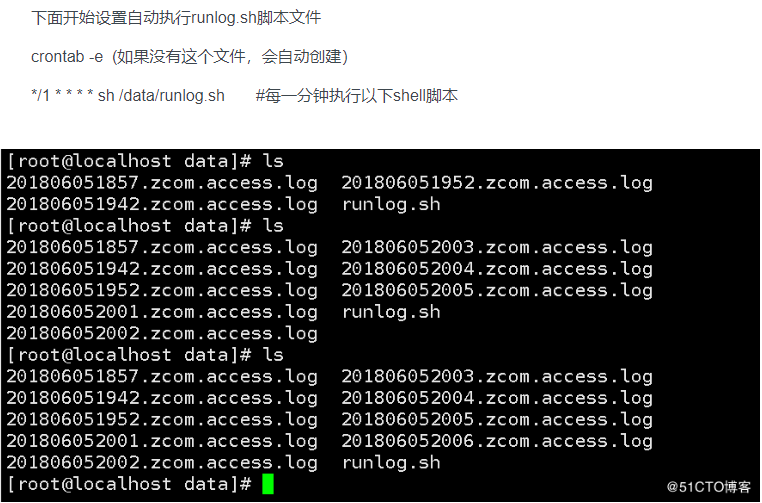 下面开始设置自动执行runlog.sh脚本文件
crontab -e (如果没有这个文件，会自动创建)
*/1 * * * * sh /data/runlog.sh #每一分钟执行以下shell脚本
[root@localhost data]# ls
201806051857.zcom.access.log 201806051952.zcom.access.log
201806051942.zcom.access.log runlog.sh
[root@localhost data]# ls
201806051857.zcom.access.log 201806052003.zcom.access.log
201806051942.zcom.access.log 201806052004.zcom.access.log
201806051952.zcom.access.log 201806052005.zcom.access.log
201806052001.zcom.access.log runlog.sh
201806052002.zcom.access.log
[root@localhost data]# ls
201806051857.zcom.access.log 201806052003.zcom.access.log
201806051942.zcom.access.log 201806052004.zcom.access.log
201806051952.zcom.access.log 201806052005.zcom.access.log
201806052001.zcom.access.log 201806052006.zcom.access.log
201806052002.zcom.access.log runlog.sh
[root@localhost data]#
@51CTO博客